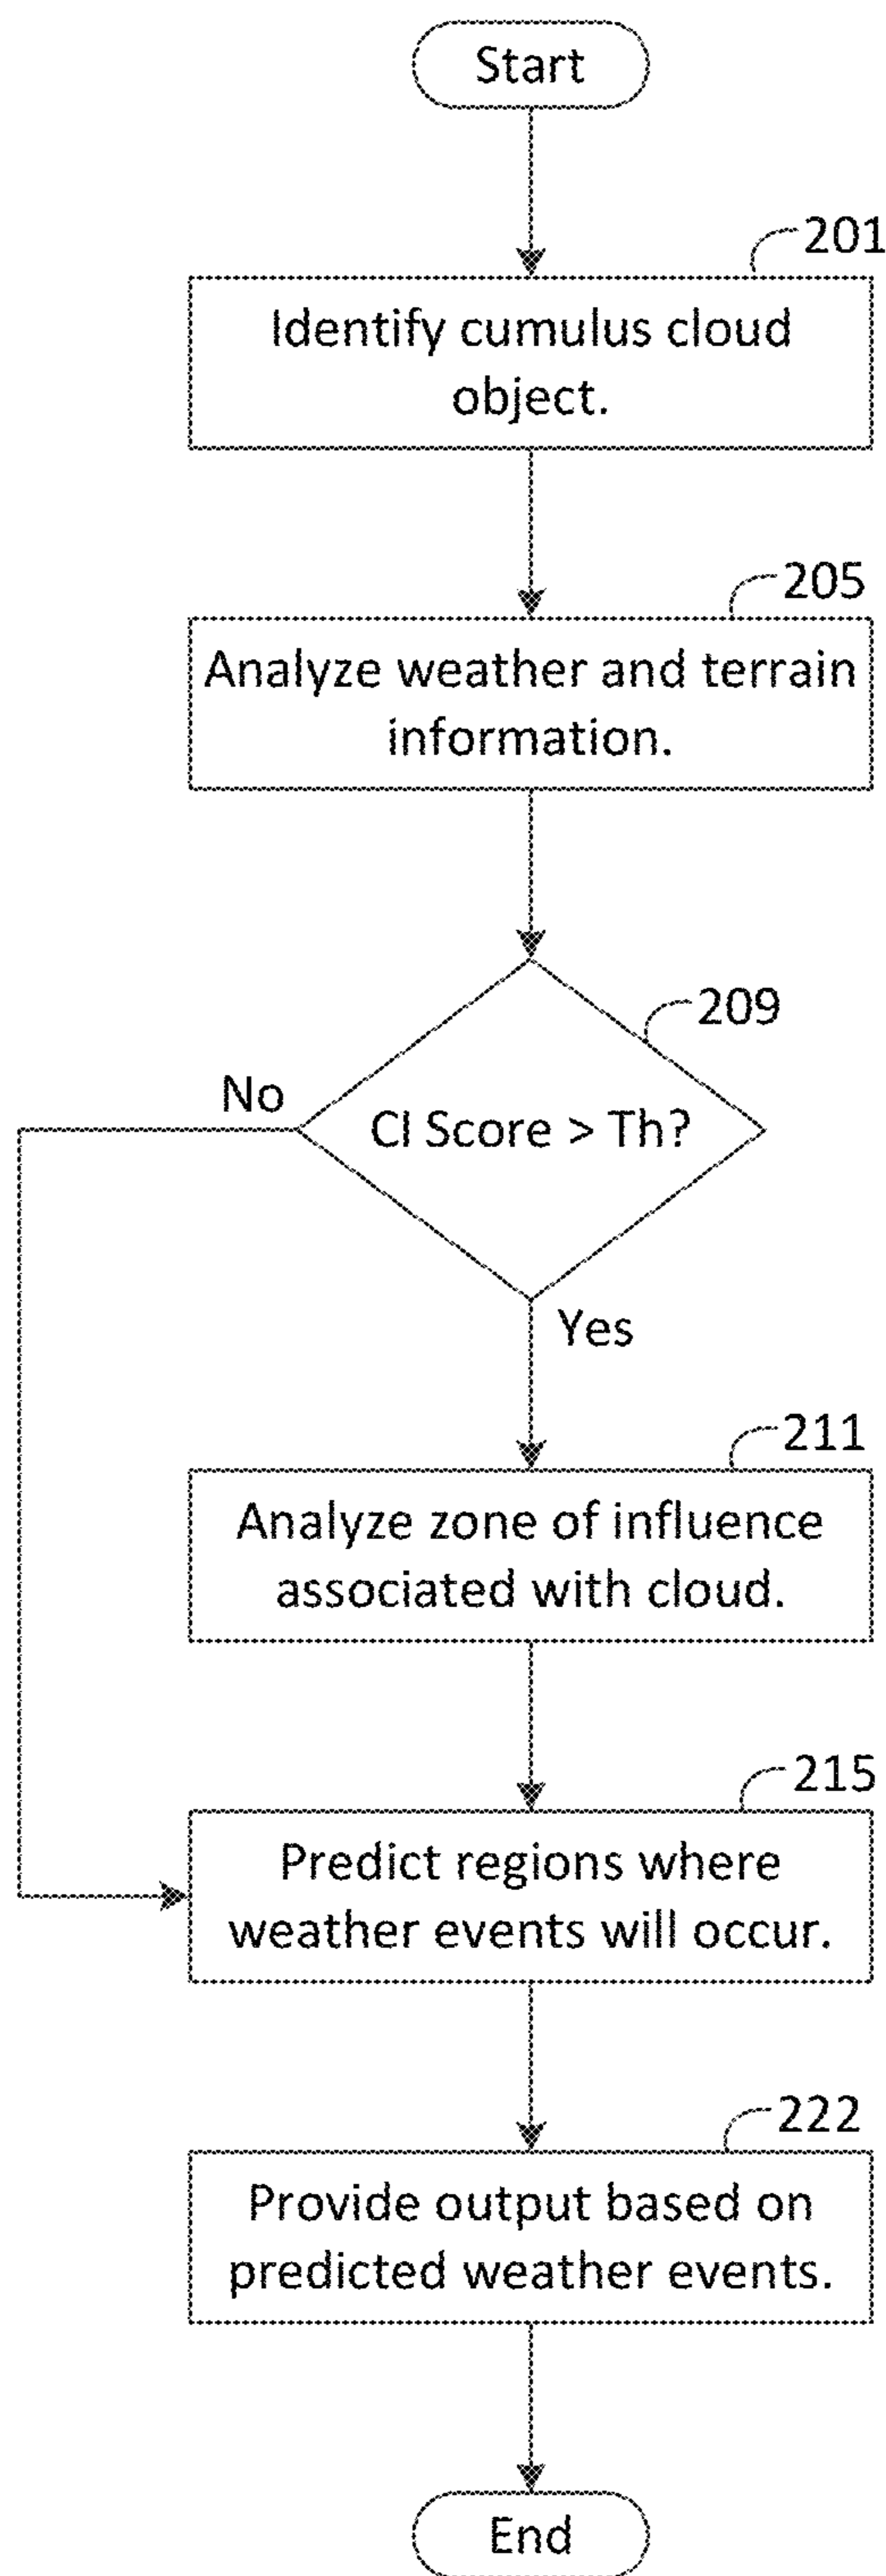 Start
201
Identify cumulus cloud
object.
205
Analyze weather and terrain
information.
209
No
CI Score > Th?
Yes
211
Analyze zone of influence
associated with cloud.
215
Predict regions where
weather events will occur.
222
Provide output based on
predicted weather events.
End